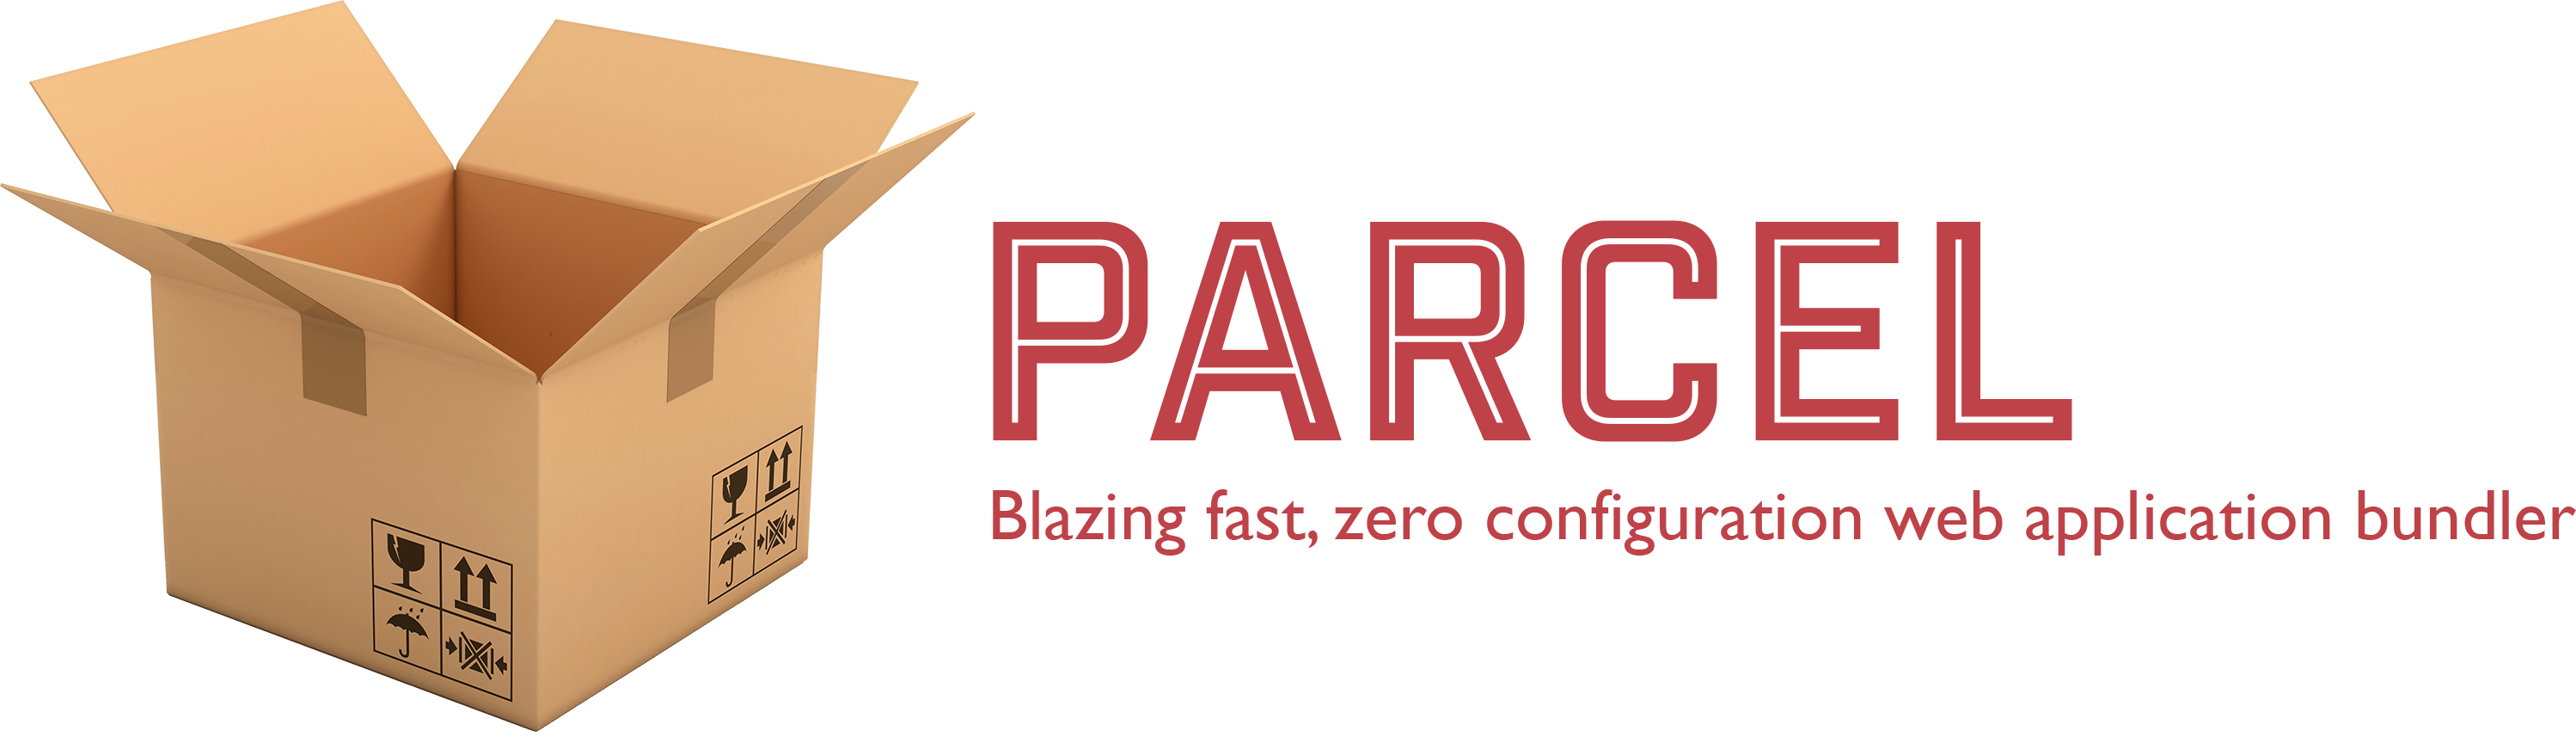 PARCEL
Blazing fast, zero configuration web application bundler